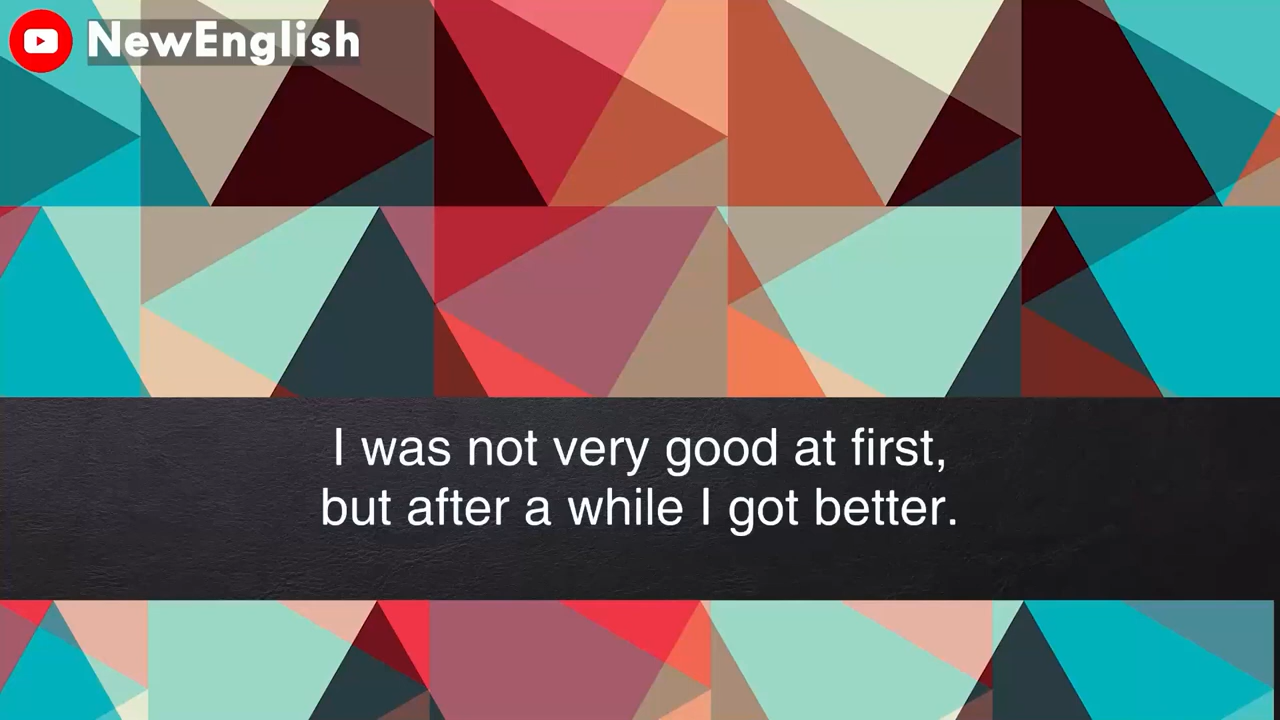 NewEnglish
I was not very good at first,
but after a while I got better.